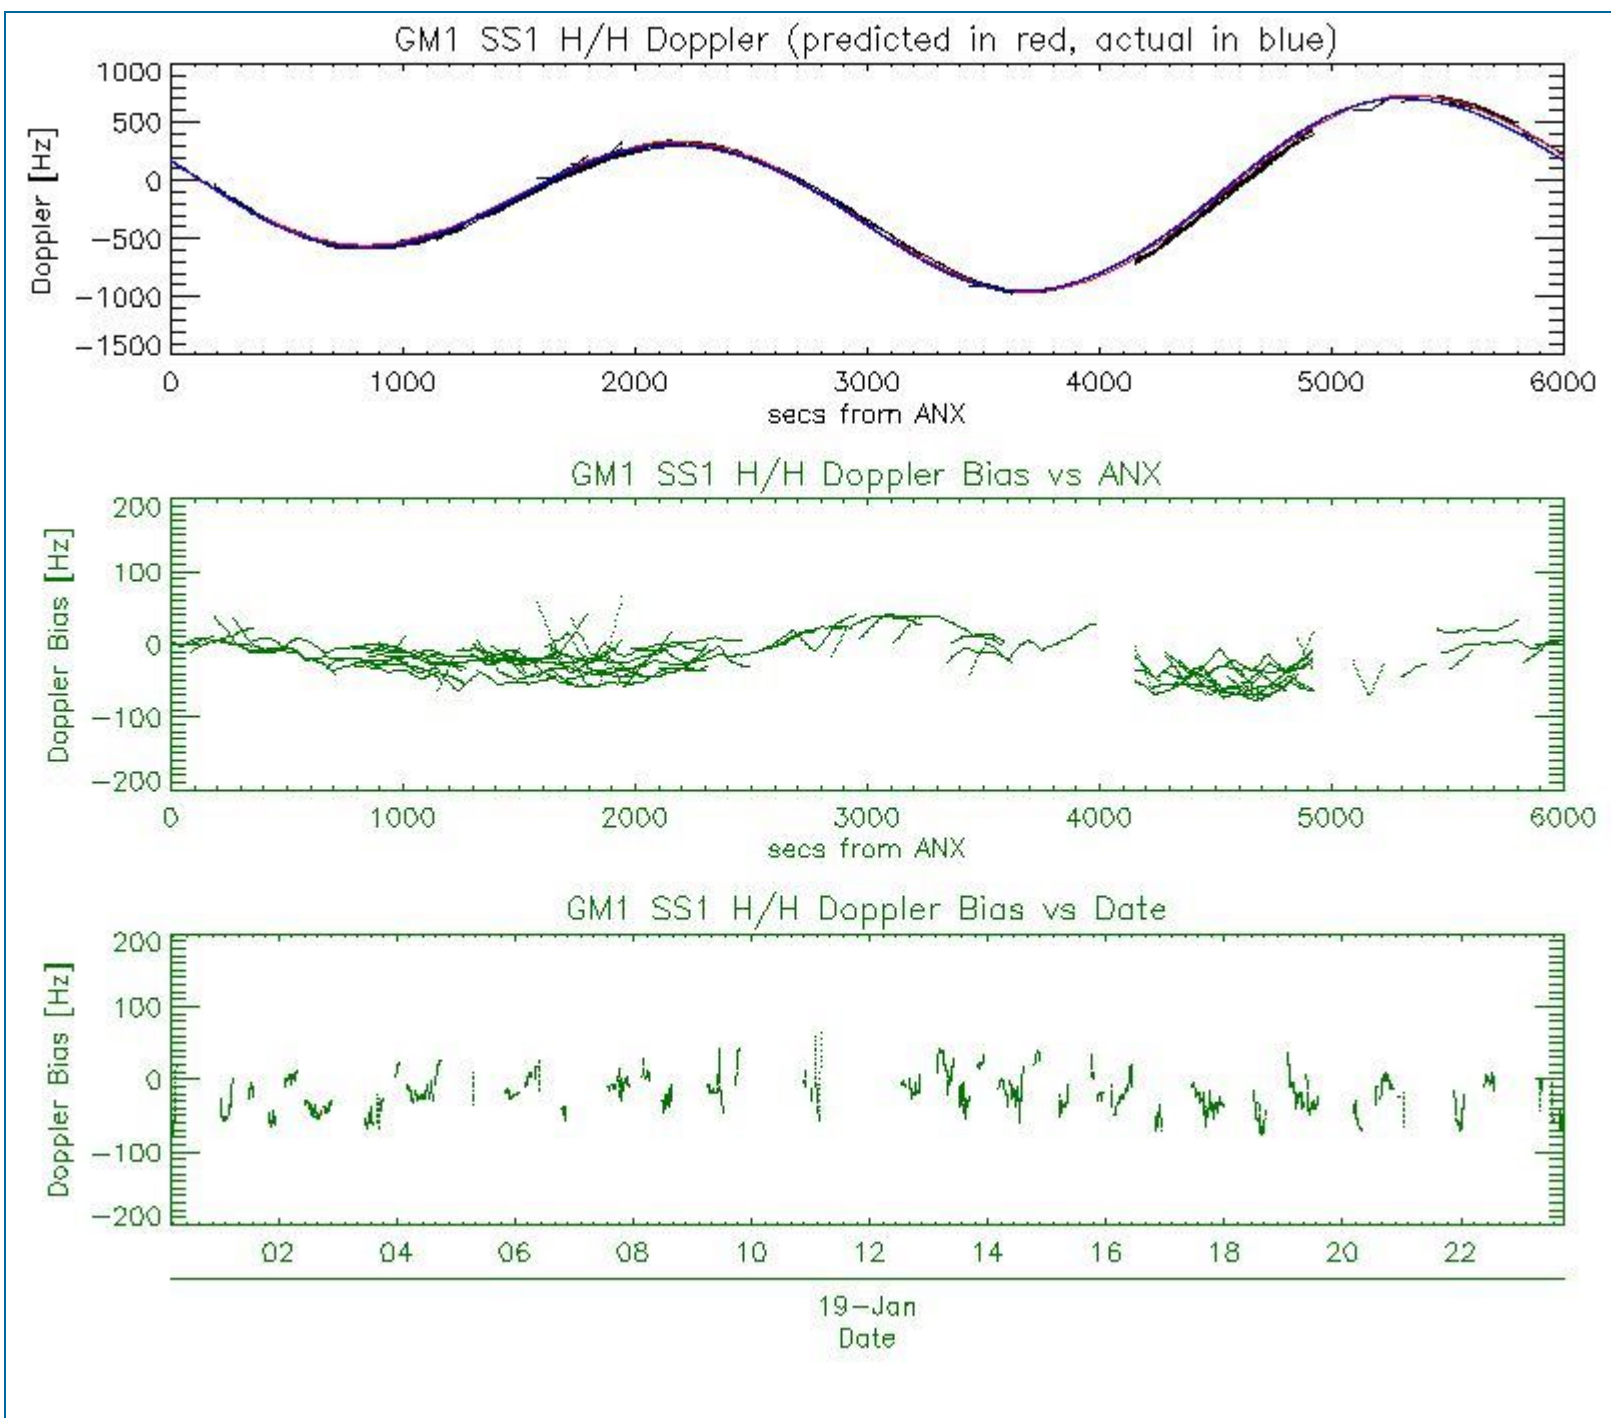 GM1 SS1 H/H Doppler (predicted in red, actual in blue)
Doppler [Hz]
1000
500
0
-500
-1000
-1500
0 1000 2000 3000 4000 5000 6000
secs from ANX
GM1 SS1 H/H Doppler Bias vs ANX
Doppler Bias [Hz]
200
100
0
-100
-200
0 1000 2000 3000 4000 5000 6000
secs from ANX
GM1 SS1 H/H Doppler Bias vs Date
Doppler Bias [Hz]
200
100
0
-100
-200
02 04 06 08 10 12 14 16 18 20 22
19-Jan
Date